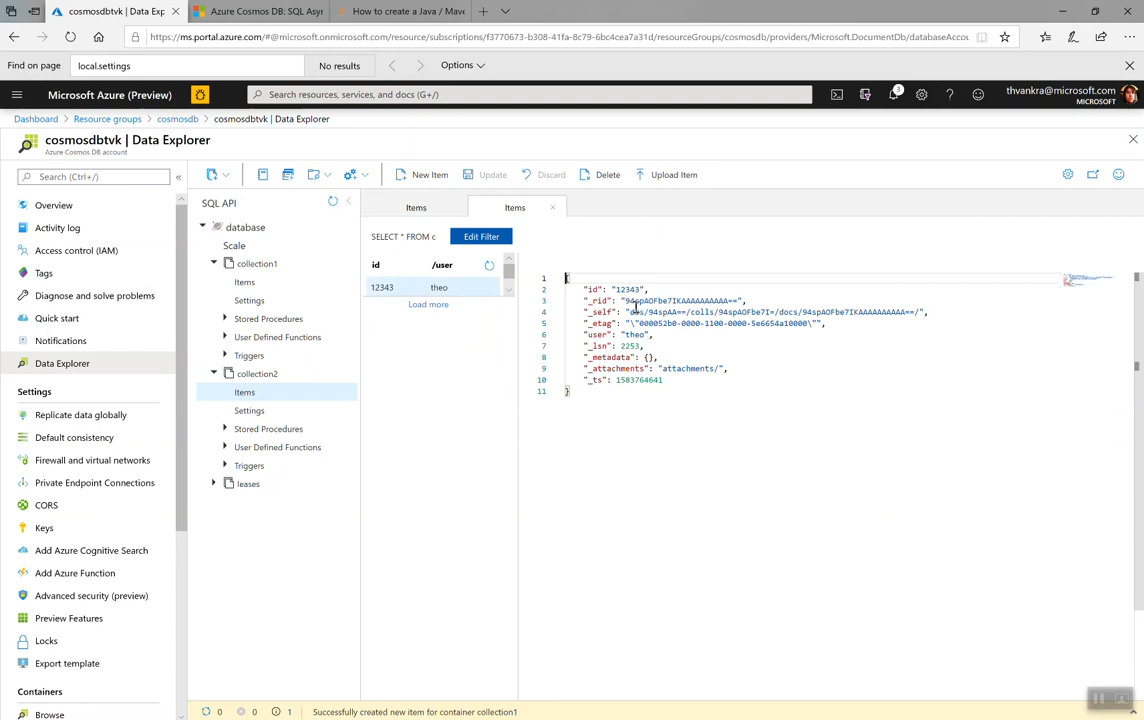 cosmosdbtvk | Data Exp
Azure Cosmos DB: SQL Asyn
How to create a Java / Mave
https://ms.portal.azure.com/#@microsoft.onmicrosoft.com/resource/subscriptions/f3770673-b308-41fa-8c79-6bc4cea7a31d/resourceGroups/cosmosdb/providers/Microsoft.DocumentDb/databaseAccou
Find on page
local.settings
No results
Options
Microsoft Azure (Preview)
Search resources, services, and docs (G+/)
3
thvankra@microsoft.com
MICROSOFT
Dashboard
Resource groups
cosmosdb
cosmosdbtvk | Data Explorer
cosmosdbtvk | Data Explorer
Azure Cosmos DB account
Search (Ctrl+/)
«
Overview
Activity log
Access control (IAM)
Tags
Diagnose and solve problems
Quick start
Notifications
Data Explorer
Settings
Replicate data globally
Default consistency
Firewall and virtual networks
Private Endpoint Connections
CORS
Keys
Add Azure Cognitive Search
Add Azure Function
Advanced security (preview)
Preview Features
Locks
Export template
Containers
Browse
New Item
Update
Discard
Delete
Upload Item
SQL API
database
Scale
collection1
Items
Settings
Stored Procedures
User Defined Functions
Triggers
collection2
Items
Settings
Stored Procedures
User Defined Functions
Triggers
leases
Items
Items
SELECT * FROM c
Edit Filter
id
/user
12343
theo
Load more
1 {
2 "id": "12343",
3 "_rid": "94spAOFbe7IKAAAAAAAAAA==",
4 "_self": "dbs/94spAA==/colls/94spAOFbe7I=/docs/94spAOFbe7IKAAAAAAAAAA==/",
5 "_etag": "\"000052b0-0000-1100-0000-5e6654a10000\"",
6 "user": "theo",
7 "_lsn": 2253,
8 "_metadata": {},
9 "_attachments": "attachments/",
10 "_ts": 1583764641
11 }
0
0
1
Successfully created new item for container collection1